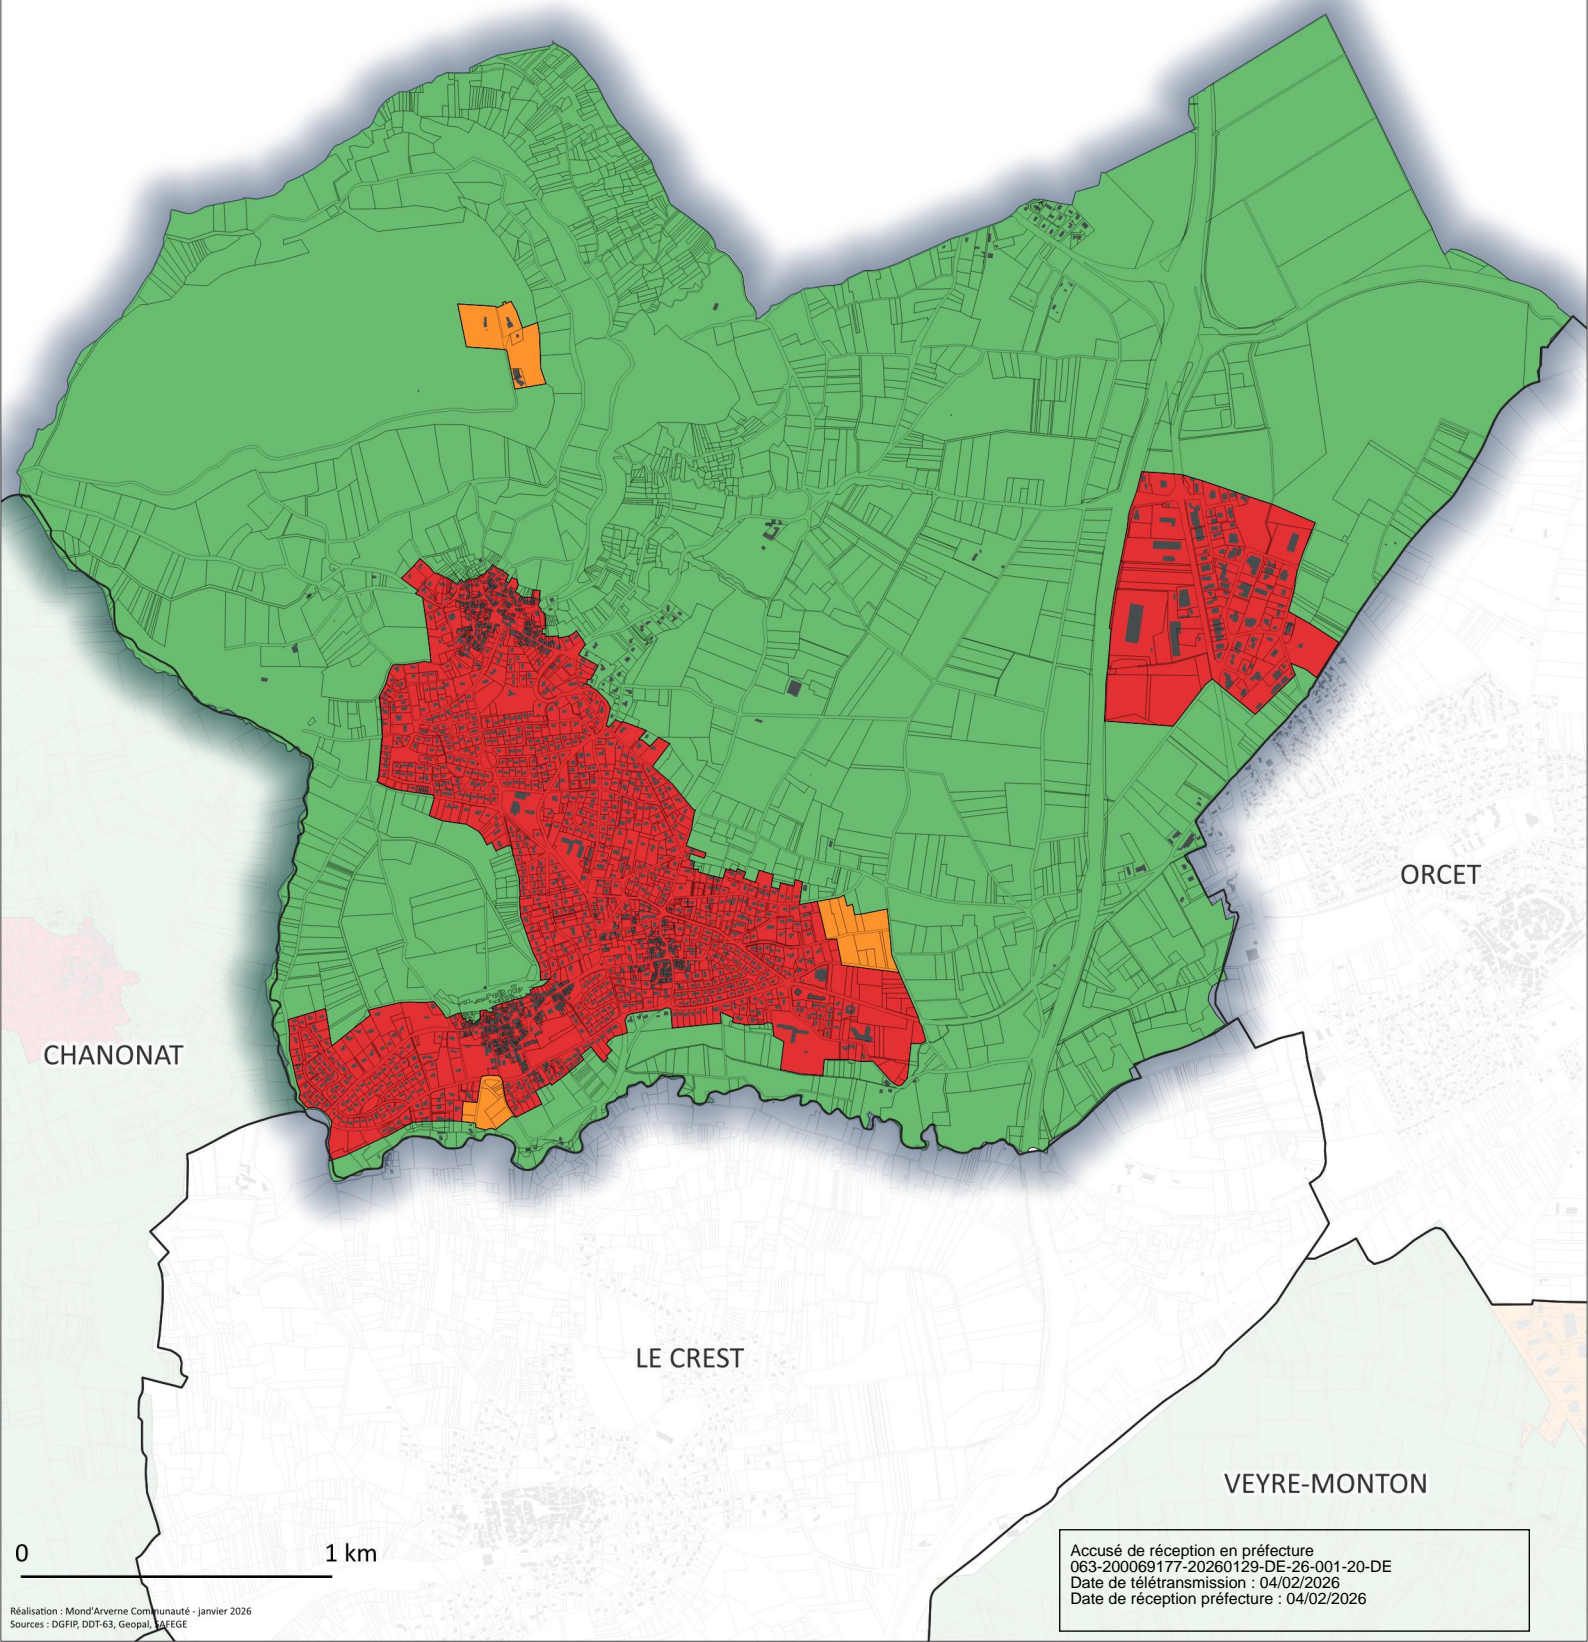 ORCET
CHANONAT
LE CREST
VEYRE-MONTON
0 1 km
Accusé de réception en préfecture
063-200069177-20260129-DE-26-001-20-DE
Date de télétransmission : 04/02/2026
Date de réception préfecture : 04/02/2026
Réalisation : Mond'Arverne Communauté - janvier 2026
Sources : DGFIP, DDT-63, Geopal, SAFEGE